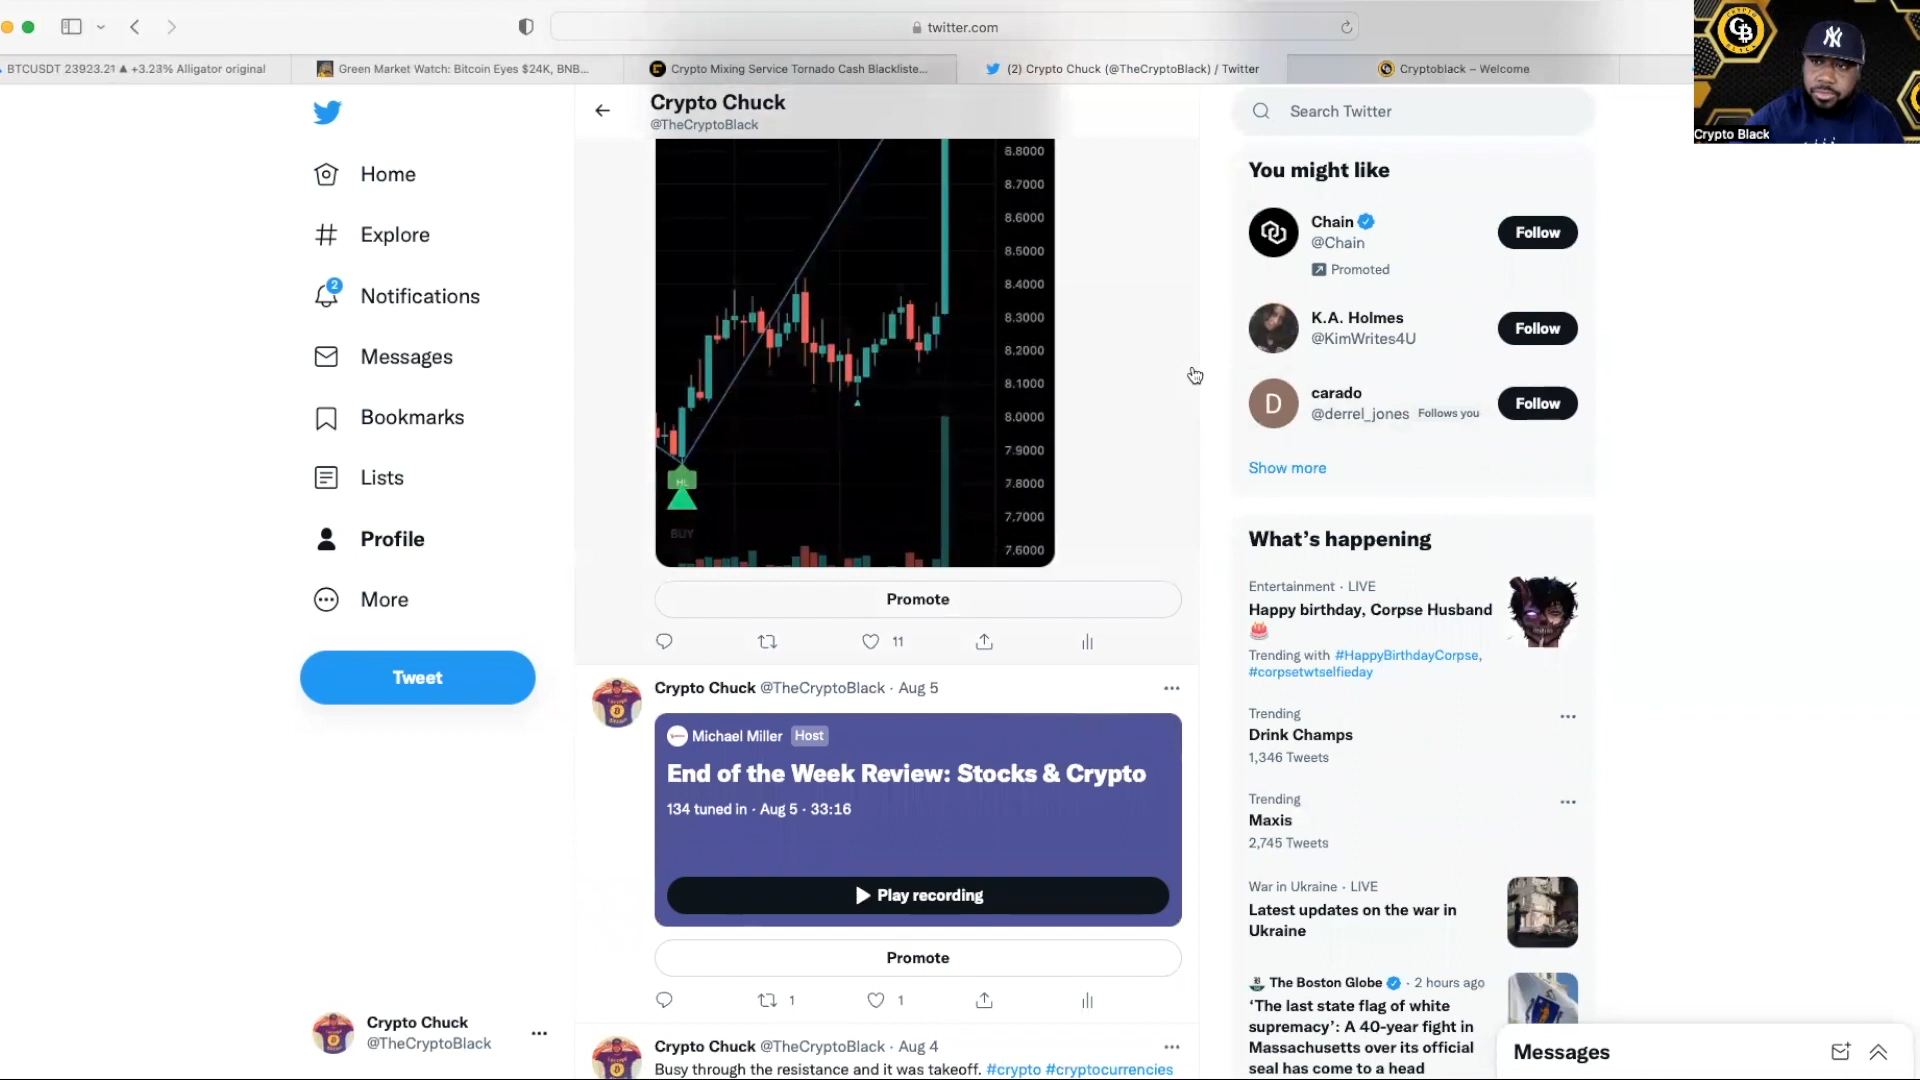 twitter.com
BTCUSDT 23923.21 ▲ +3.23% Alligator original
Green Market Watch: Bitcoin Eyes $24K, BNB...
Crypto Mixing Service Tornado Cash Blackliste...
(2) Crypto Chuck (@TheCryptoBlack) / Twitter
Cryptoblack – Welcome
Crypto Black
Home
Explore
2
Notifications
Messages
Bookmarks
Lists
Profile
More
Tweet
Crypto Chuck
@TheCryptoBlack
Crypto Chuck
@TheCryptoBlack
8.8000
8.7000
8.6000
8.5000
8.4000
8.3000
8.2000
8.1000
8.0000
7.9000
7.8000
7.7000
7.6000
HL
BUY
Promote
11
Crypto Chuck @TheCryptoBlack · Aug 5
Michael Miller Host
End of the Week Review: Stocks & Crypto
134 tuned in · Aug 5 · 33:16
Play recording
Promote
1
1
Crypto Chuck @TheCryptoBlack · Aug 4
Busy through the resistance and it was takeoff. #crypto #cryptocurrencies
Search Twitter
You might like
Chain
@Chain
Promoted
Follow
K.A. Holmes
@KimWrites4U
Follow
D
carado
@derrel_jones Follows you
Follow
Show more
What's happening
Entertainment · LIVE
Happy birthday, Corpse Husband
Trending with #HappyBirthdayCorpse,
#corpsetwtselfieday
Trending
Drink Champs
1,346 Tweets
Trending
Maxis
2,745 Tweets
War in Ukraine · LIVE
Latest updates on the war in
Ukraine
The Boston Globe · 2 hours ago
'The last state flag of white
supremacy': A 40-year fight in
Massachusetts over its official
seal has come to a head
Messages